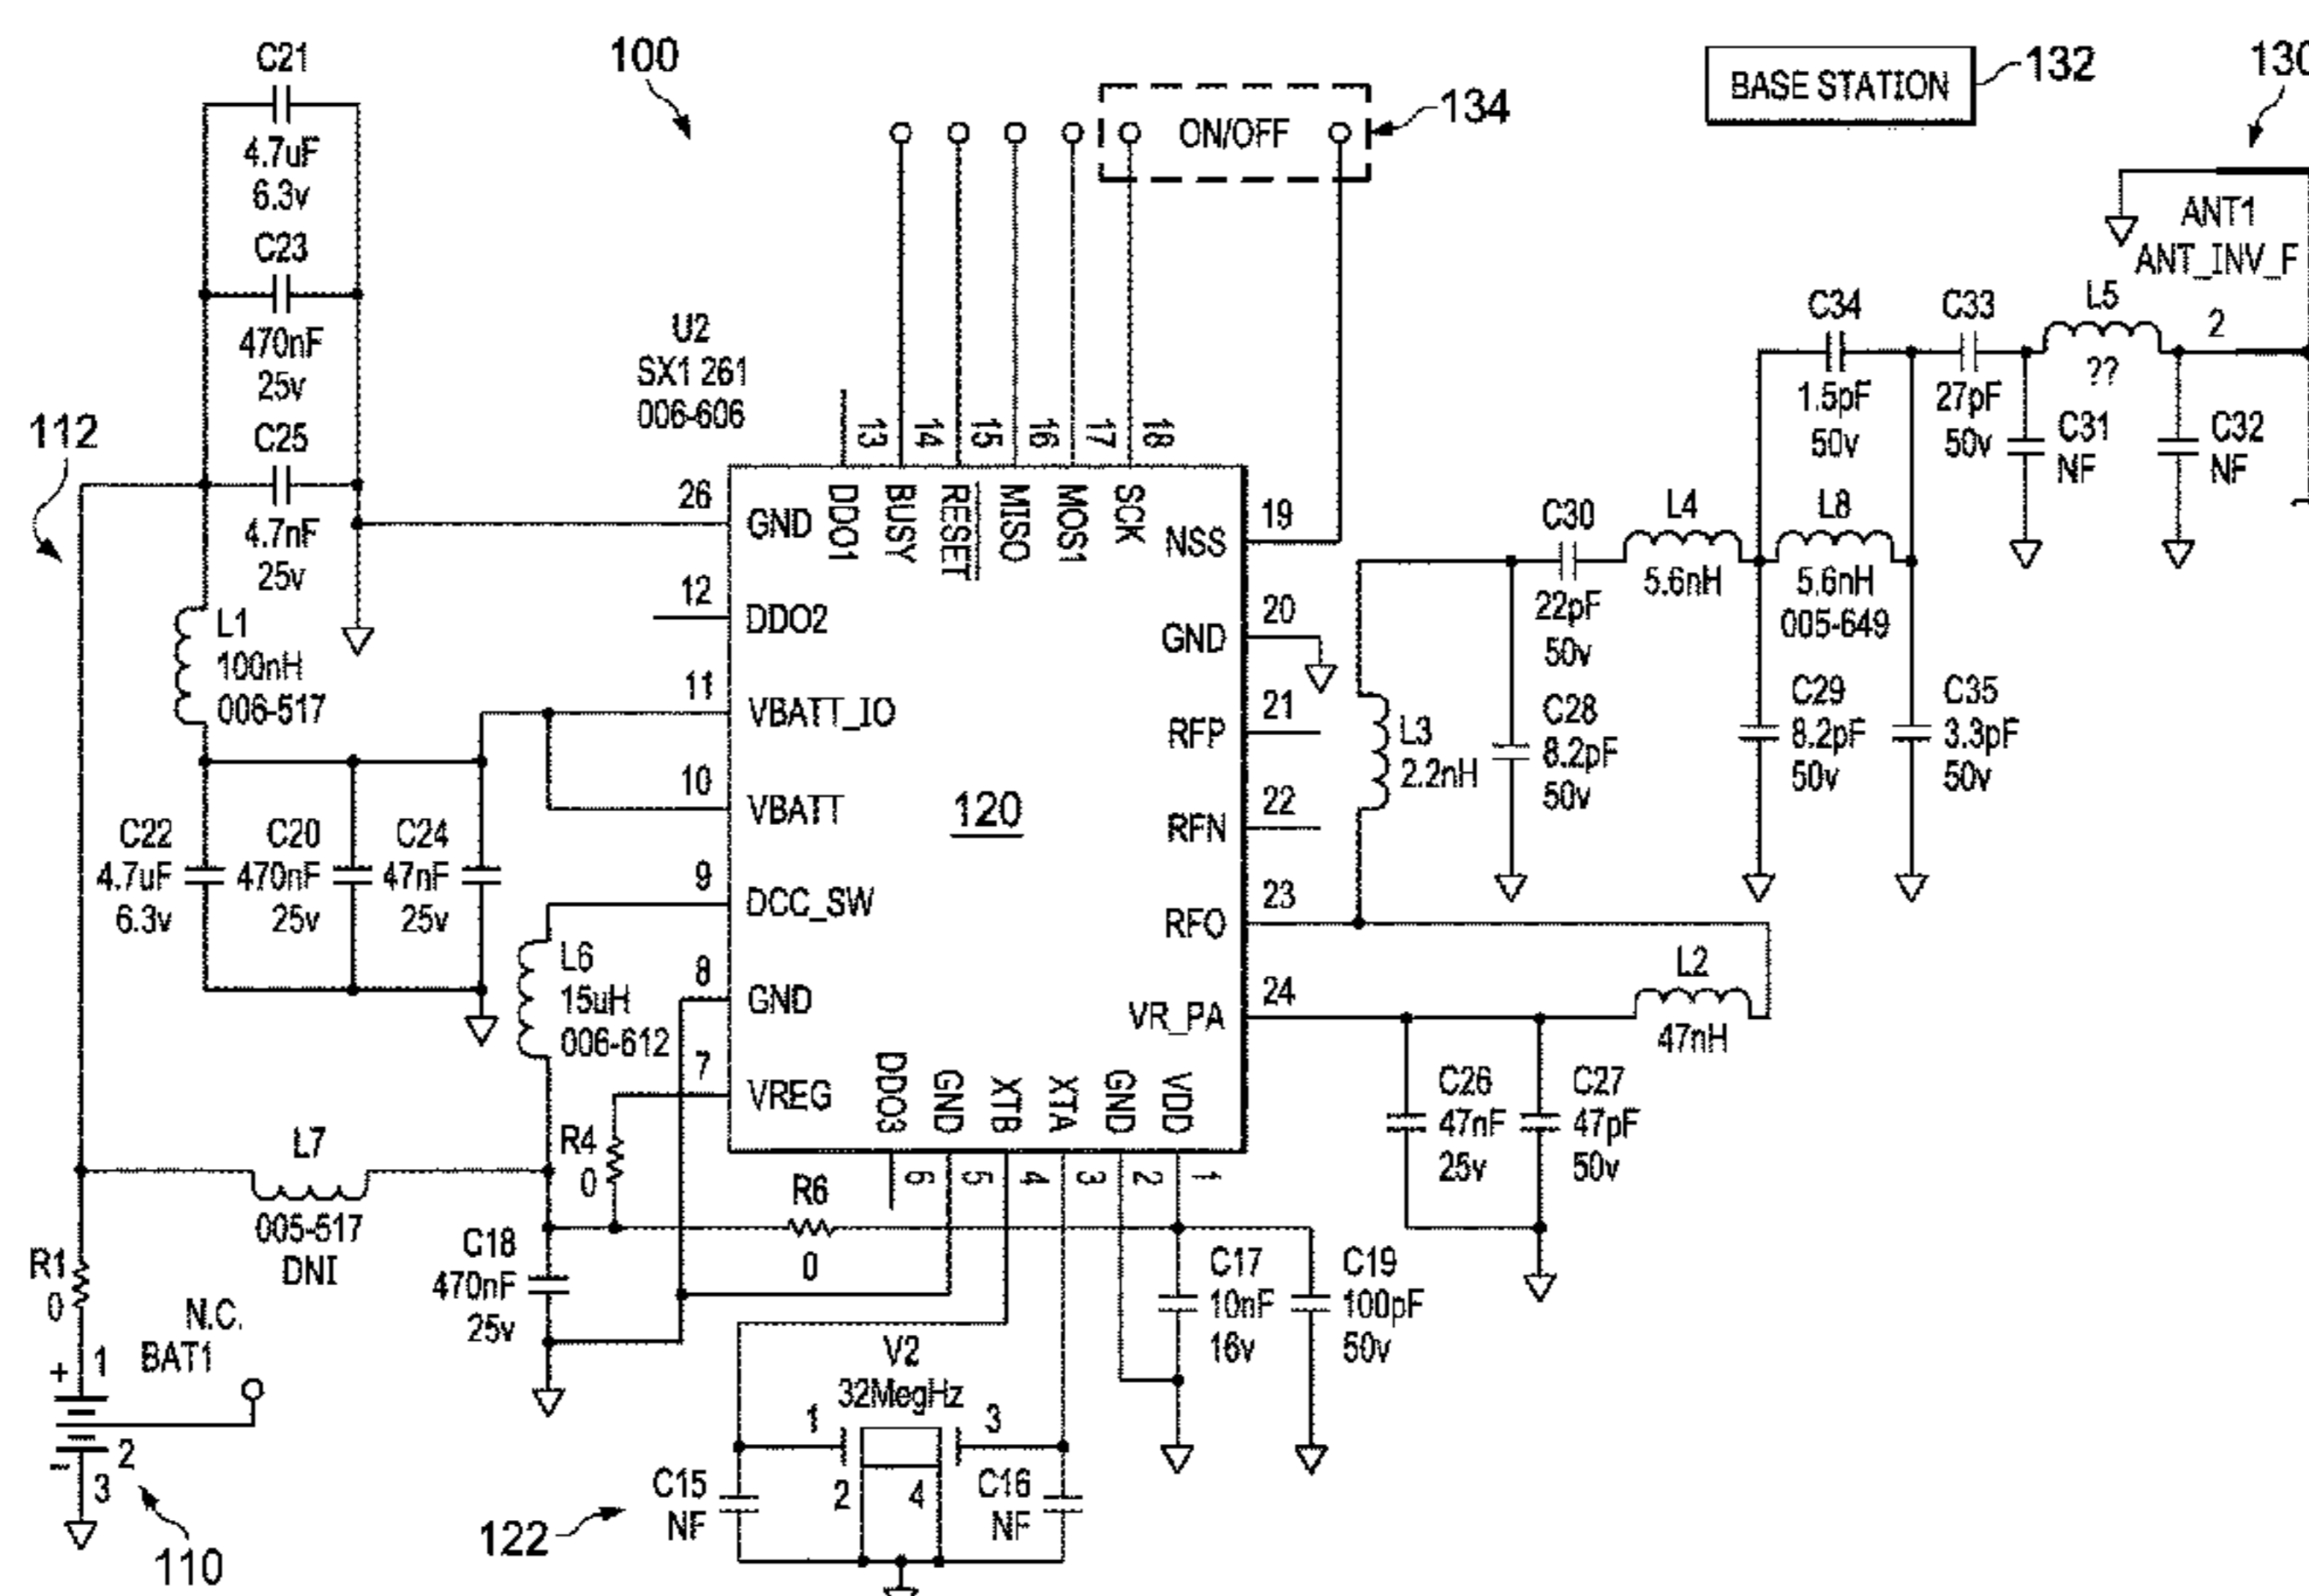 C21
4.7uF
6.3v
C23
470nF
25v
C25
4.7nF
25v
100
134
ON/OFF
BASE STATION
132
130
ANT1
ANT_INV_F
112
U2
SX1 261
006-606
13
14
15
16
17
18
DDO1
BUSY
RESET
MISO
MOS1
SCK
26
GND
12
DDO2
11
VBATT_IO
10
VBATT
9
DCC_SW
8
GND
7
VREG
120
19
NSS
20
GND
21
RFP
22
RFN
23
RFO
24
VR_PA
DDO3
GND
XTB
XTA
GND
VDD
6
5
4
3
2
1
L1
100nH
006-517
C22
4.7uF
6.3v
C20
470nF
25v
C24
47nF
25v
L6
15uH
006-612
L7
005-517
DNI
R4
0
R6
0
R1
0
C18
470nF
25v
N.C.
BAT1
+
1
2
-
3
110
V2
32MegHz
1
3
2
4
C15
NF
C16
NF
122
C17
10nF
16v
C19
100pF
50v
C26
47nF
25v
C27
47pF
50v
L2
47nH
L3
2.2nH
C28
8.2pF
50v
C30
22pF
50v
L4
5.6nH
L8
5.6nH
005-649
C29
8.2pF
50v
C35
3.3pF
50v
C34
1.5pF
50v
C33
27pF
50v
L5
??
2
C31
NF
C32
NF